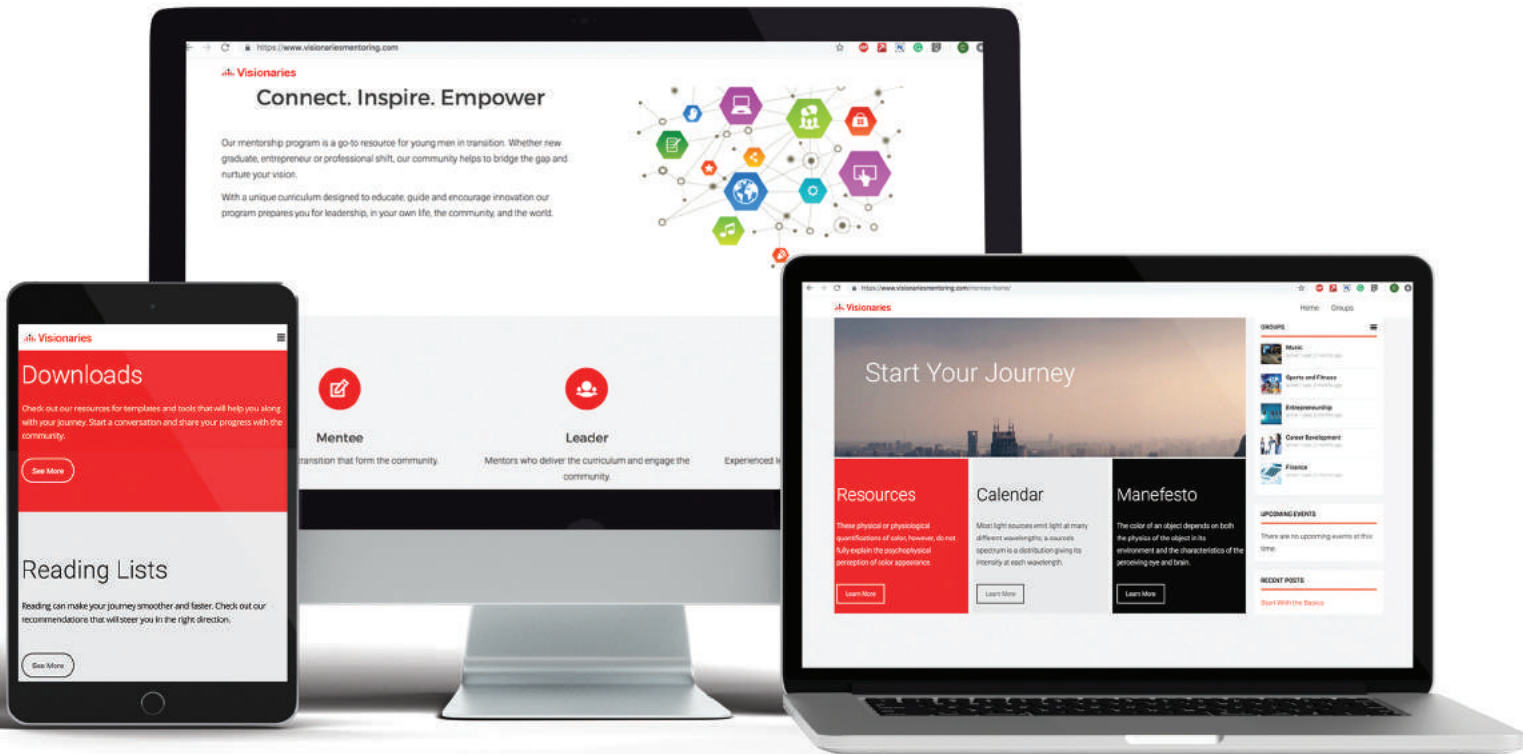 https://www.visionariesmentoring.com
Visionaries
Connect. Inspire. Empower
Our mentorship program is a go-to resource for young men in transition. Whether new
graduate, entrepreneur or professional shift, our community helps to bridge the gap and
nurture your vision.
With a unique curriculum designed to educate, guide and encourage innovation our
program prepares you for leadership, in your own life, the community, and the world.
Mentee
transition that form the community.
Leader
Mentors who deliver the curriculum and engage the
community.
Experienced
Visionaries
Downloads
Check out our resources for templates and tools that will help you along
with your journey. Start a conversation and share your progress with the
community.
See More
Reading Lists
Reading can make your journey smoother and faster. Check out our
recommendations that will steer you in the right direction.
See More
https://www.visionariesmentoring.com/mentee-home/
Visionaries
Home Groups
Start Your Journey
Resources
These physical or physiological
quantifications of color, however, do not
fully explain the psychophysical
perception of color appearance.
Learn More
Calendar
Most light sources emit light at many
different wavelengths; a source's
spectrum is a distribution giving its
intensity at each wavelength.
Learn More
Manefesto
The color of an object depends on both
the physics of the object in its
environment and the characteristics of the
perceiving eye and brain.
Learn More
GROUPS
Music
Sports and Fitness
Entrepreneurship
Career Development
Finance
UPCOMING EVENTS
There are no upcoming events at this
time.
RECENT POSTS
Start With the Basics